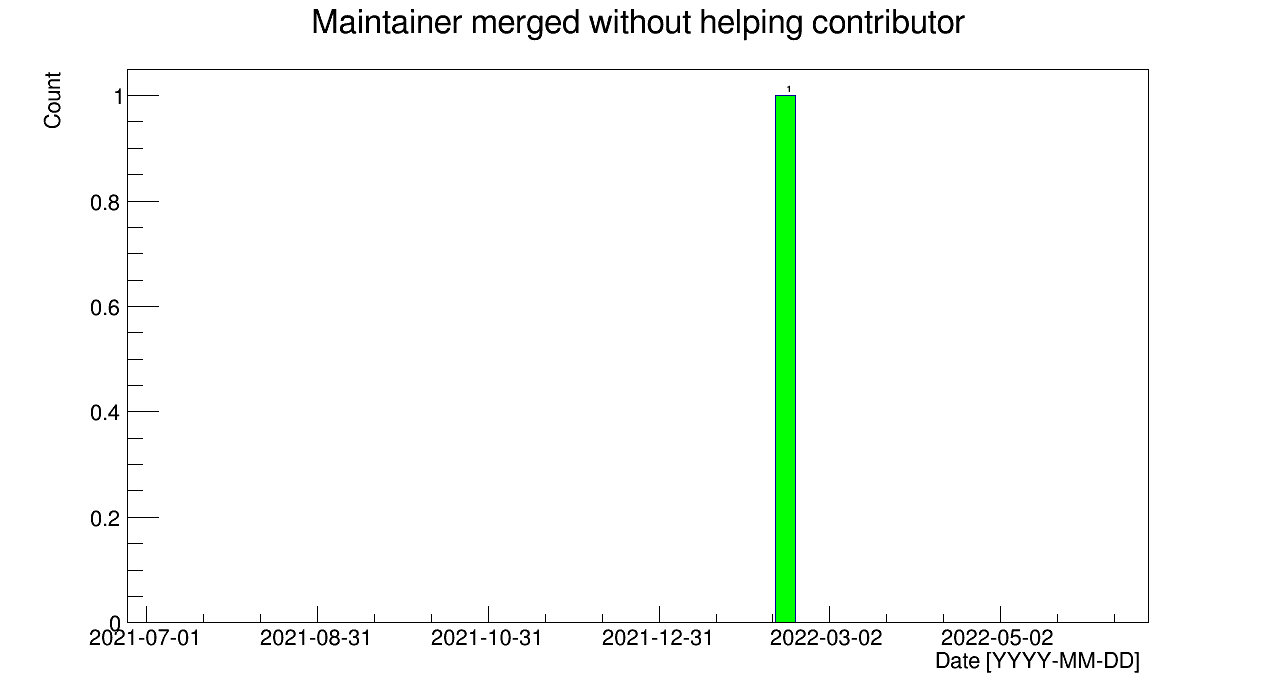 Maintainer merged without helping contributor
Count
1
1
0.8
0.6
0.4
0.2
0
2021-07-01 2021-08-31 2021-10-31 2021-12-31 2022-03-02 2022-05-02
Date [YYYY-MM-DD]